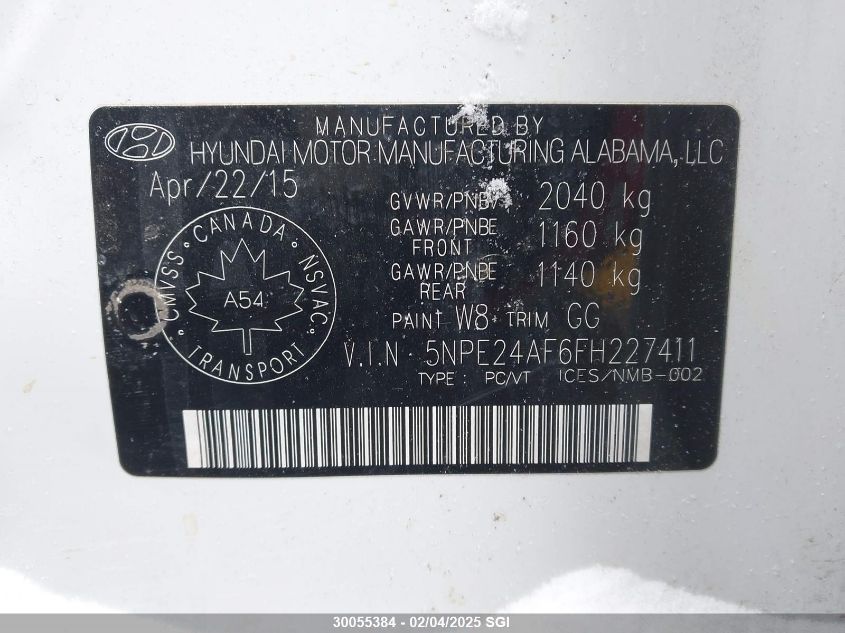 MANUFACTURED BY
HYUNDAI MOTOR MANUFACTURING ALABAMA, LLC
Apr/22/15
GVWR/PNBV 2040 kg
GAWR/PNBE FRONT 1160 kg
GAWR/PNBE REAR 1140 kg
PAINT W8 TRIM GG
CANADA
CMVSS NSVAC
A54
TRANSPORT
V.I.N 5NPE24AF6FH227411
TYPE : PC/VT ICES/NMB-002
30055384 - 02/04/2025 SGI